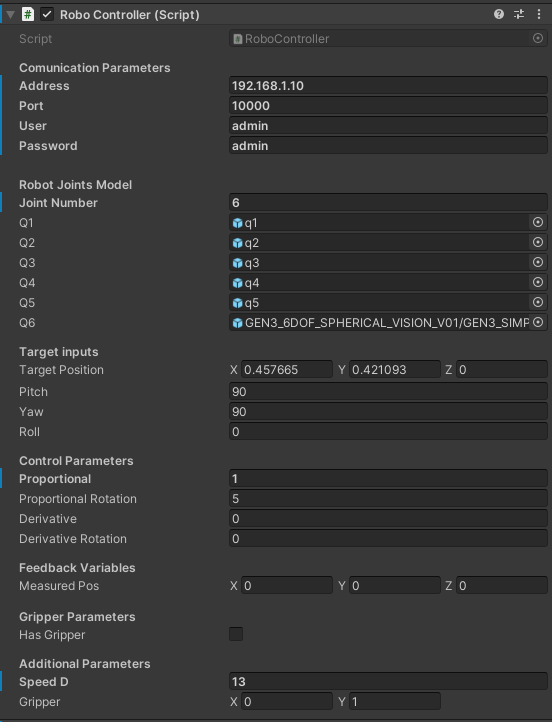 Robo Controller (Script)
Script RoboController
Comunication Parameters
Address 192.168.1.10
Port 10000
User admin
Password admin
Robot Joints Model
Joint Number 6
Q1 q1
Q2 q2
Q3 q3
Q4 q4
Q5 q5
Q6 GEN3_6DOF_SPHERICAL_VISION_V01/GEN3_SIMP
Target inputs
Target Position X 0.457665 Y 0.421093 Z 0
Pitch 90
Yaw 90
Roll 0
Control Parameters
Proportional 1
Proportional Rotation 5
Derivative 0
Derivative Rotation 0
Feedback Variables
Measured Pos X 0 Y 0 Z 0
Gripper Parameters
Has Gripper
Additional Parameters
Speed D 13
Gripper X 0 Y 1